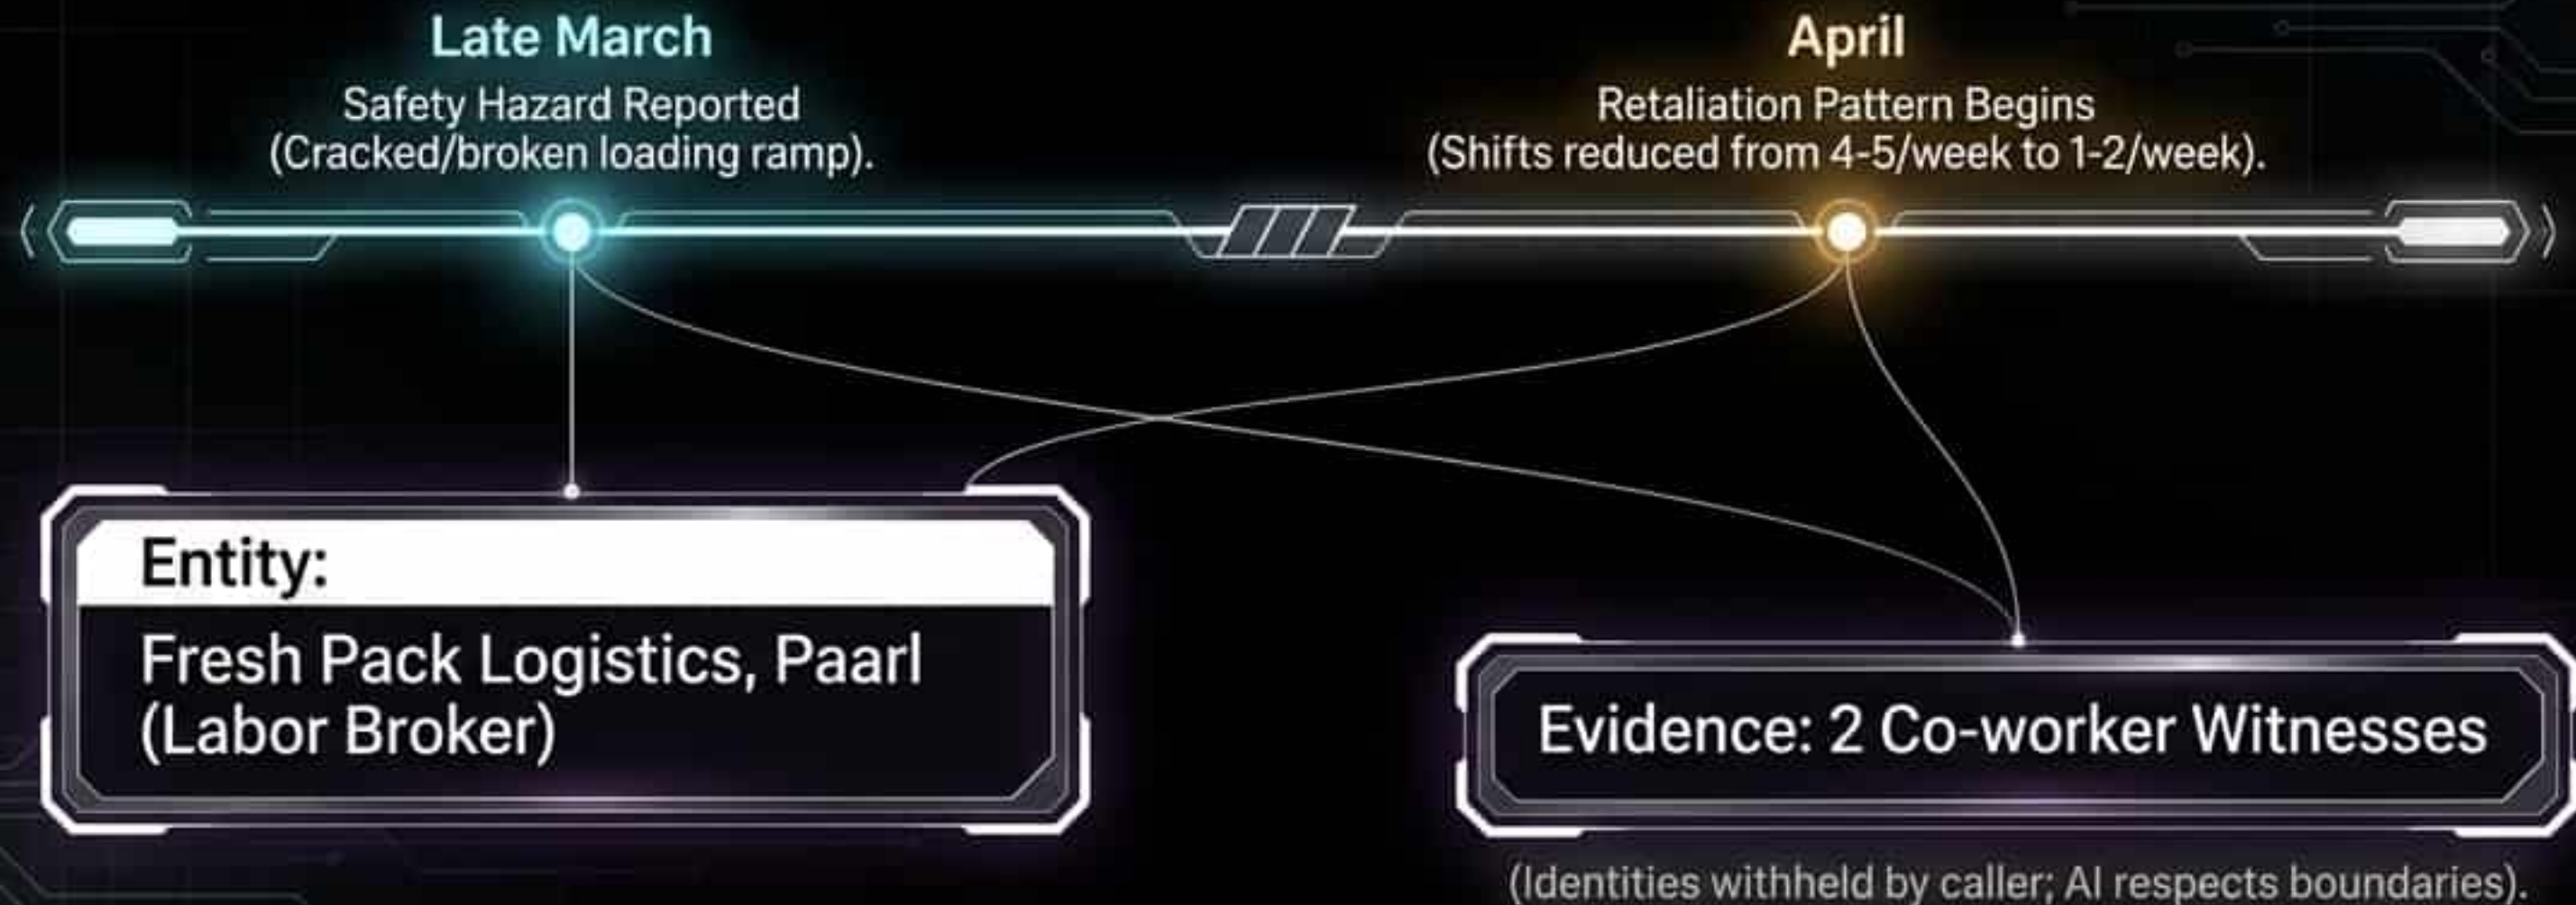 Late March
Safety Hazard Reported
(Cracked/broken loading ramp).
April
Retaliation Pattern Begins
(Shifts reduced from 4-5/week to 1-2/week).
Entity:
Fresh Pack Logistics, Paarl
(Labor Broker)
Evidence: 2 Co-worker Witnesses
(Identities withheld by caller; AI respects boundaries).